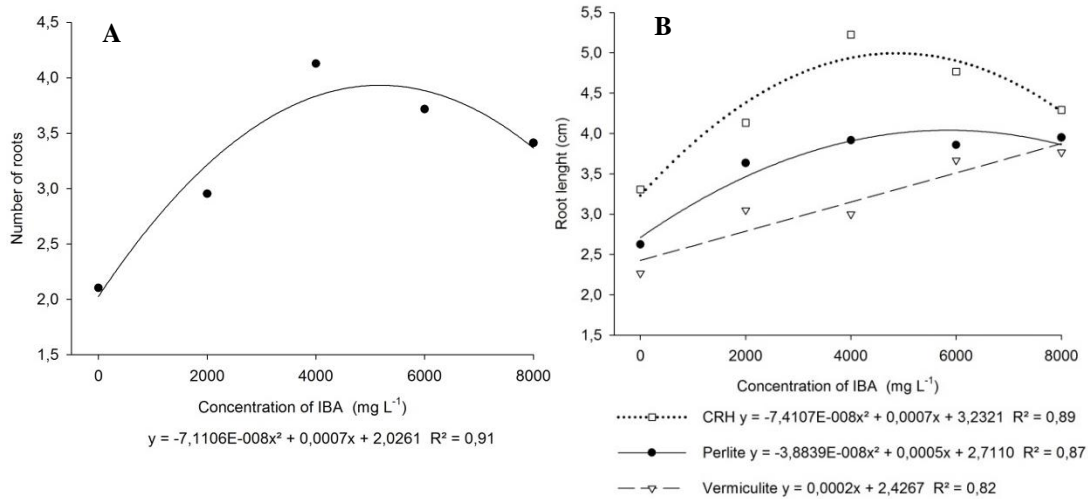 A
4,5
4,0
3,5
3,0
2,5
2,0
1,5
Number of roots
0 2000 4000 6000 8000
Concentration of IBA (mg L⁻¹)
y = -7,1106E-008x² + 0,0007x + 2,0261 R² = 0,91
B
5,5
5,0
4,5
4,0
3,5
3,0
2,5
2,0
1,5
Root lenght (cm)
0 2000 4000 6000 8000
Concentration of IBA (mg L⁻¹)
CRH y = -7,4107E-008x² + 0,0007x + 3,2321 R² = 0,89
Perlite y = -3,8839E-008x² + 0,0005x + 2,7110 R² = 0,87
Vermiculite y = 0,0002x + 2,4267 R² = 0,82